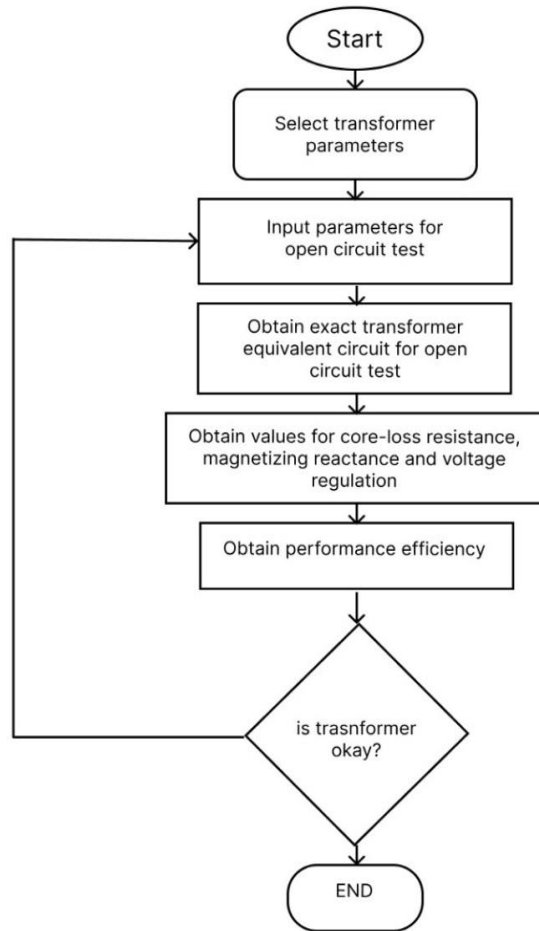 Start
Select transformer
parameters
Input parameters for
open circuit test
Obtain exact transformer
equivalent circuit for open
circuit test
Obtain values for core-loss resistance,
magnetizing reactance and voltage
regulation
Obtain performance efficiency
is trasnformer
okay?
END